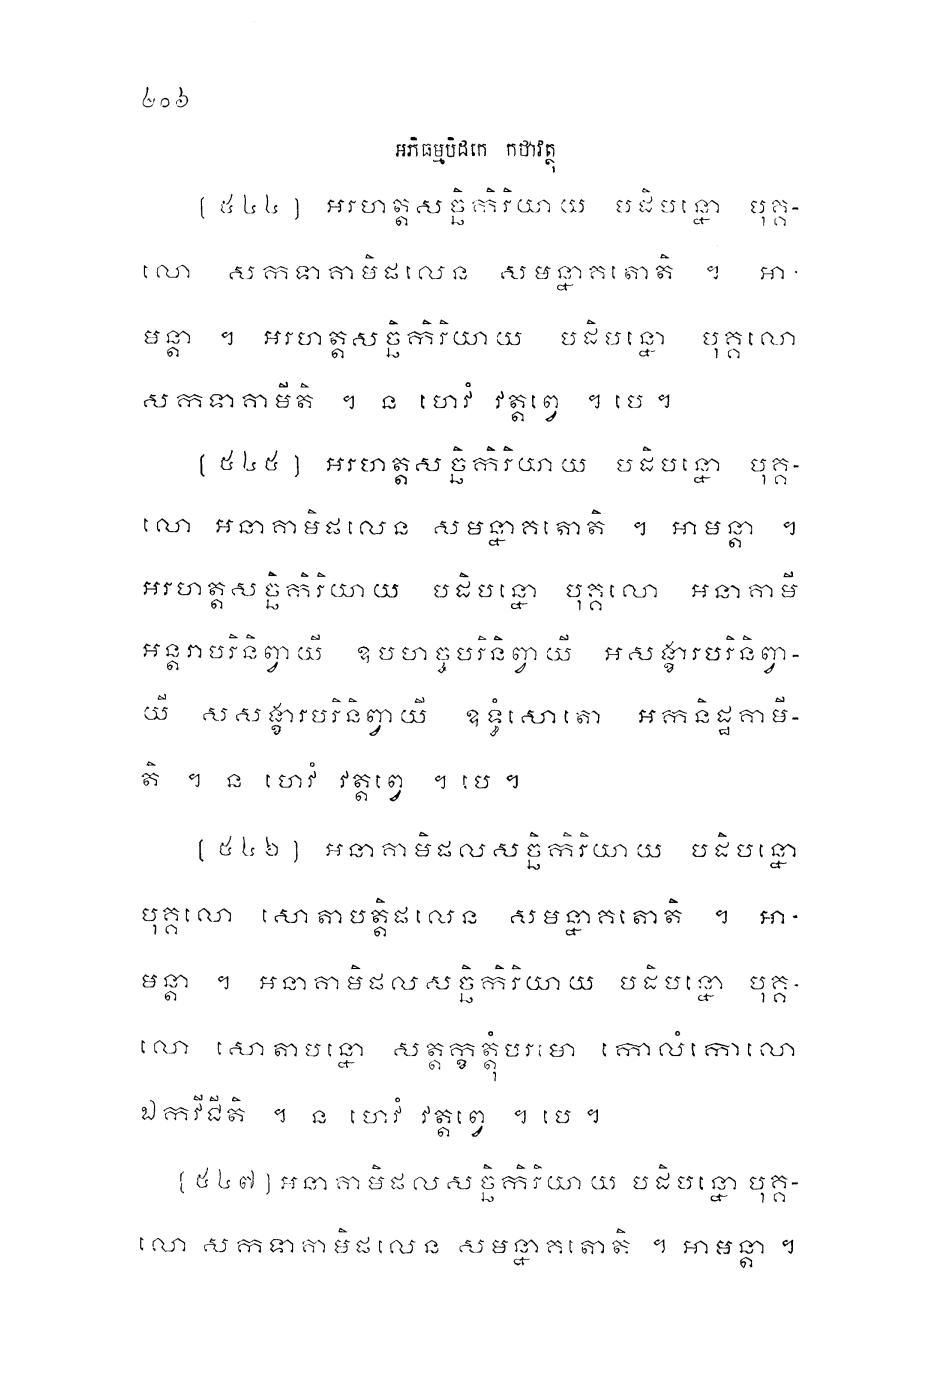 ៤០៦
អភិធម្មបិដកេ កថាវត្ថុ
[ ៥៤៤ ] អរហត្តសច្ឆិកិរិយាយ បដិបន្នោ បុគ្គ-
លោ សកទាគាមិផលេន សមន្នាគតោតិ ។ អា-
មន្តា ។ អរហត្តសច្ឆិកិរិយាយ បដិបន្នោ បុគ្គលោ
សកទាគាមីតិ ។ ន ហេវំ វត្តព្វេ ។ បេ ។
[ ៥៤៥ ] អរហត្តសច្ឆិកិរិយាយ បដិបន្នោ បុគ្គ-
លោ អនាគាមិផលេន សមន្នាគតោតិ ។ អាមន្តា ។
អរហត្តសច្ឆិកិរិយាយ បដិបន្នោ បុគ្គលោ អនាគាមី
អន្តរាបរិនិព្វាយី ឧបហច្ចបរិនិព្វាយី អសង្ខារបរិនិព្វា-
យី សសង្ខារបរិនិព្វាយី ឧទ្ធំសោតោ អកនិដ្ឋគាមី-
តិ ។ ន ហេវំ វត្តព្វេ ។ បេ ។
[ ៥៤៦ ] អនាគាមិផលសច្ឆិកិរិយាយ បដិបន្នោ
បុគ្គលោ សោតាបត្តិផលេន សមន្នាគតោតិ ។ អា-
មន្តា ។ អនាគាមិផលសច្ឆិកិរិយាយ បដិបន្នោ បុគ្គ-
លោ សោតាបន្នោ សត្តក្ខត្តុំបរមោ កោលំកោលោ
ឯកវីជីតិ ។ ន ហេវំ វត្តព្វេ ។ បេ ។
[ ៥៤៧ ] អនាគាមិផលសច្ឆិកិរិយាយ បដិបន្នោ បុគ្គ-
លោ សកទាគាមិផលេន សមន្នាគតោតិ ។ អាមន្តា ។